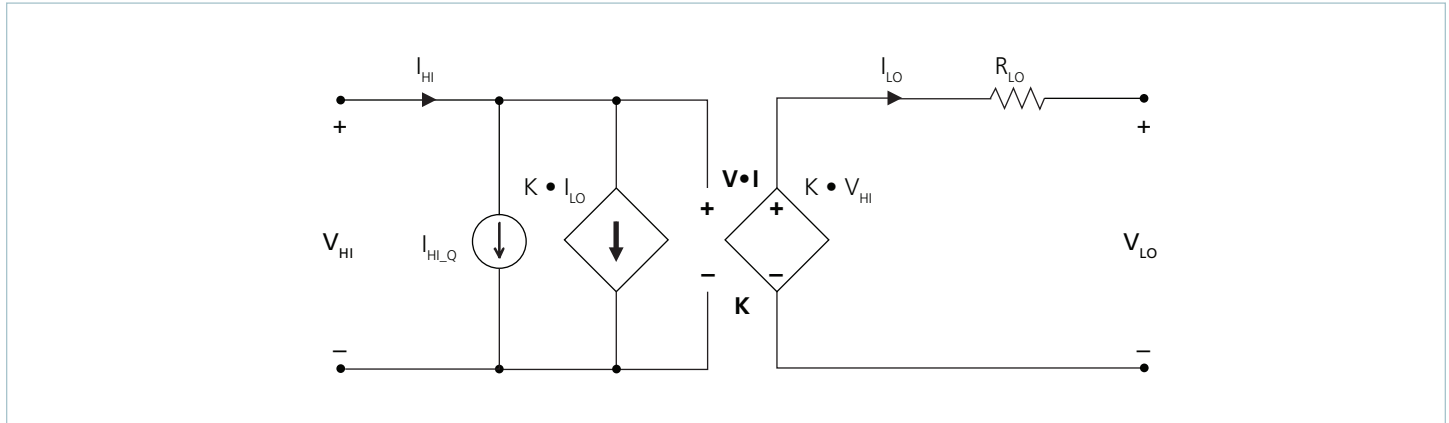 I_HI
I_LO
R_LO
+
+
K • I_LO
V•I
K • V_HI
+
+
V_HI
I_HI_Q
V_LO
–
–
K
–
–